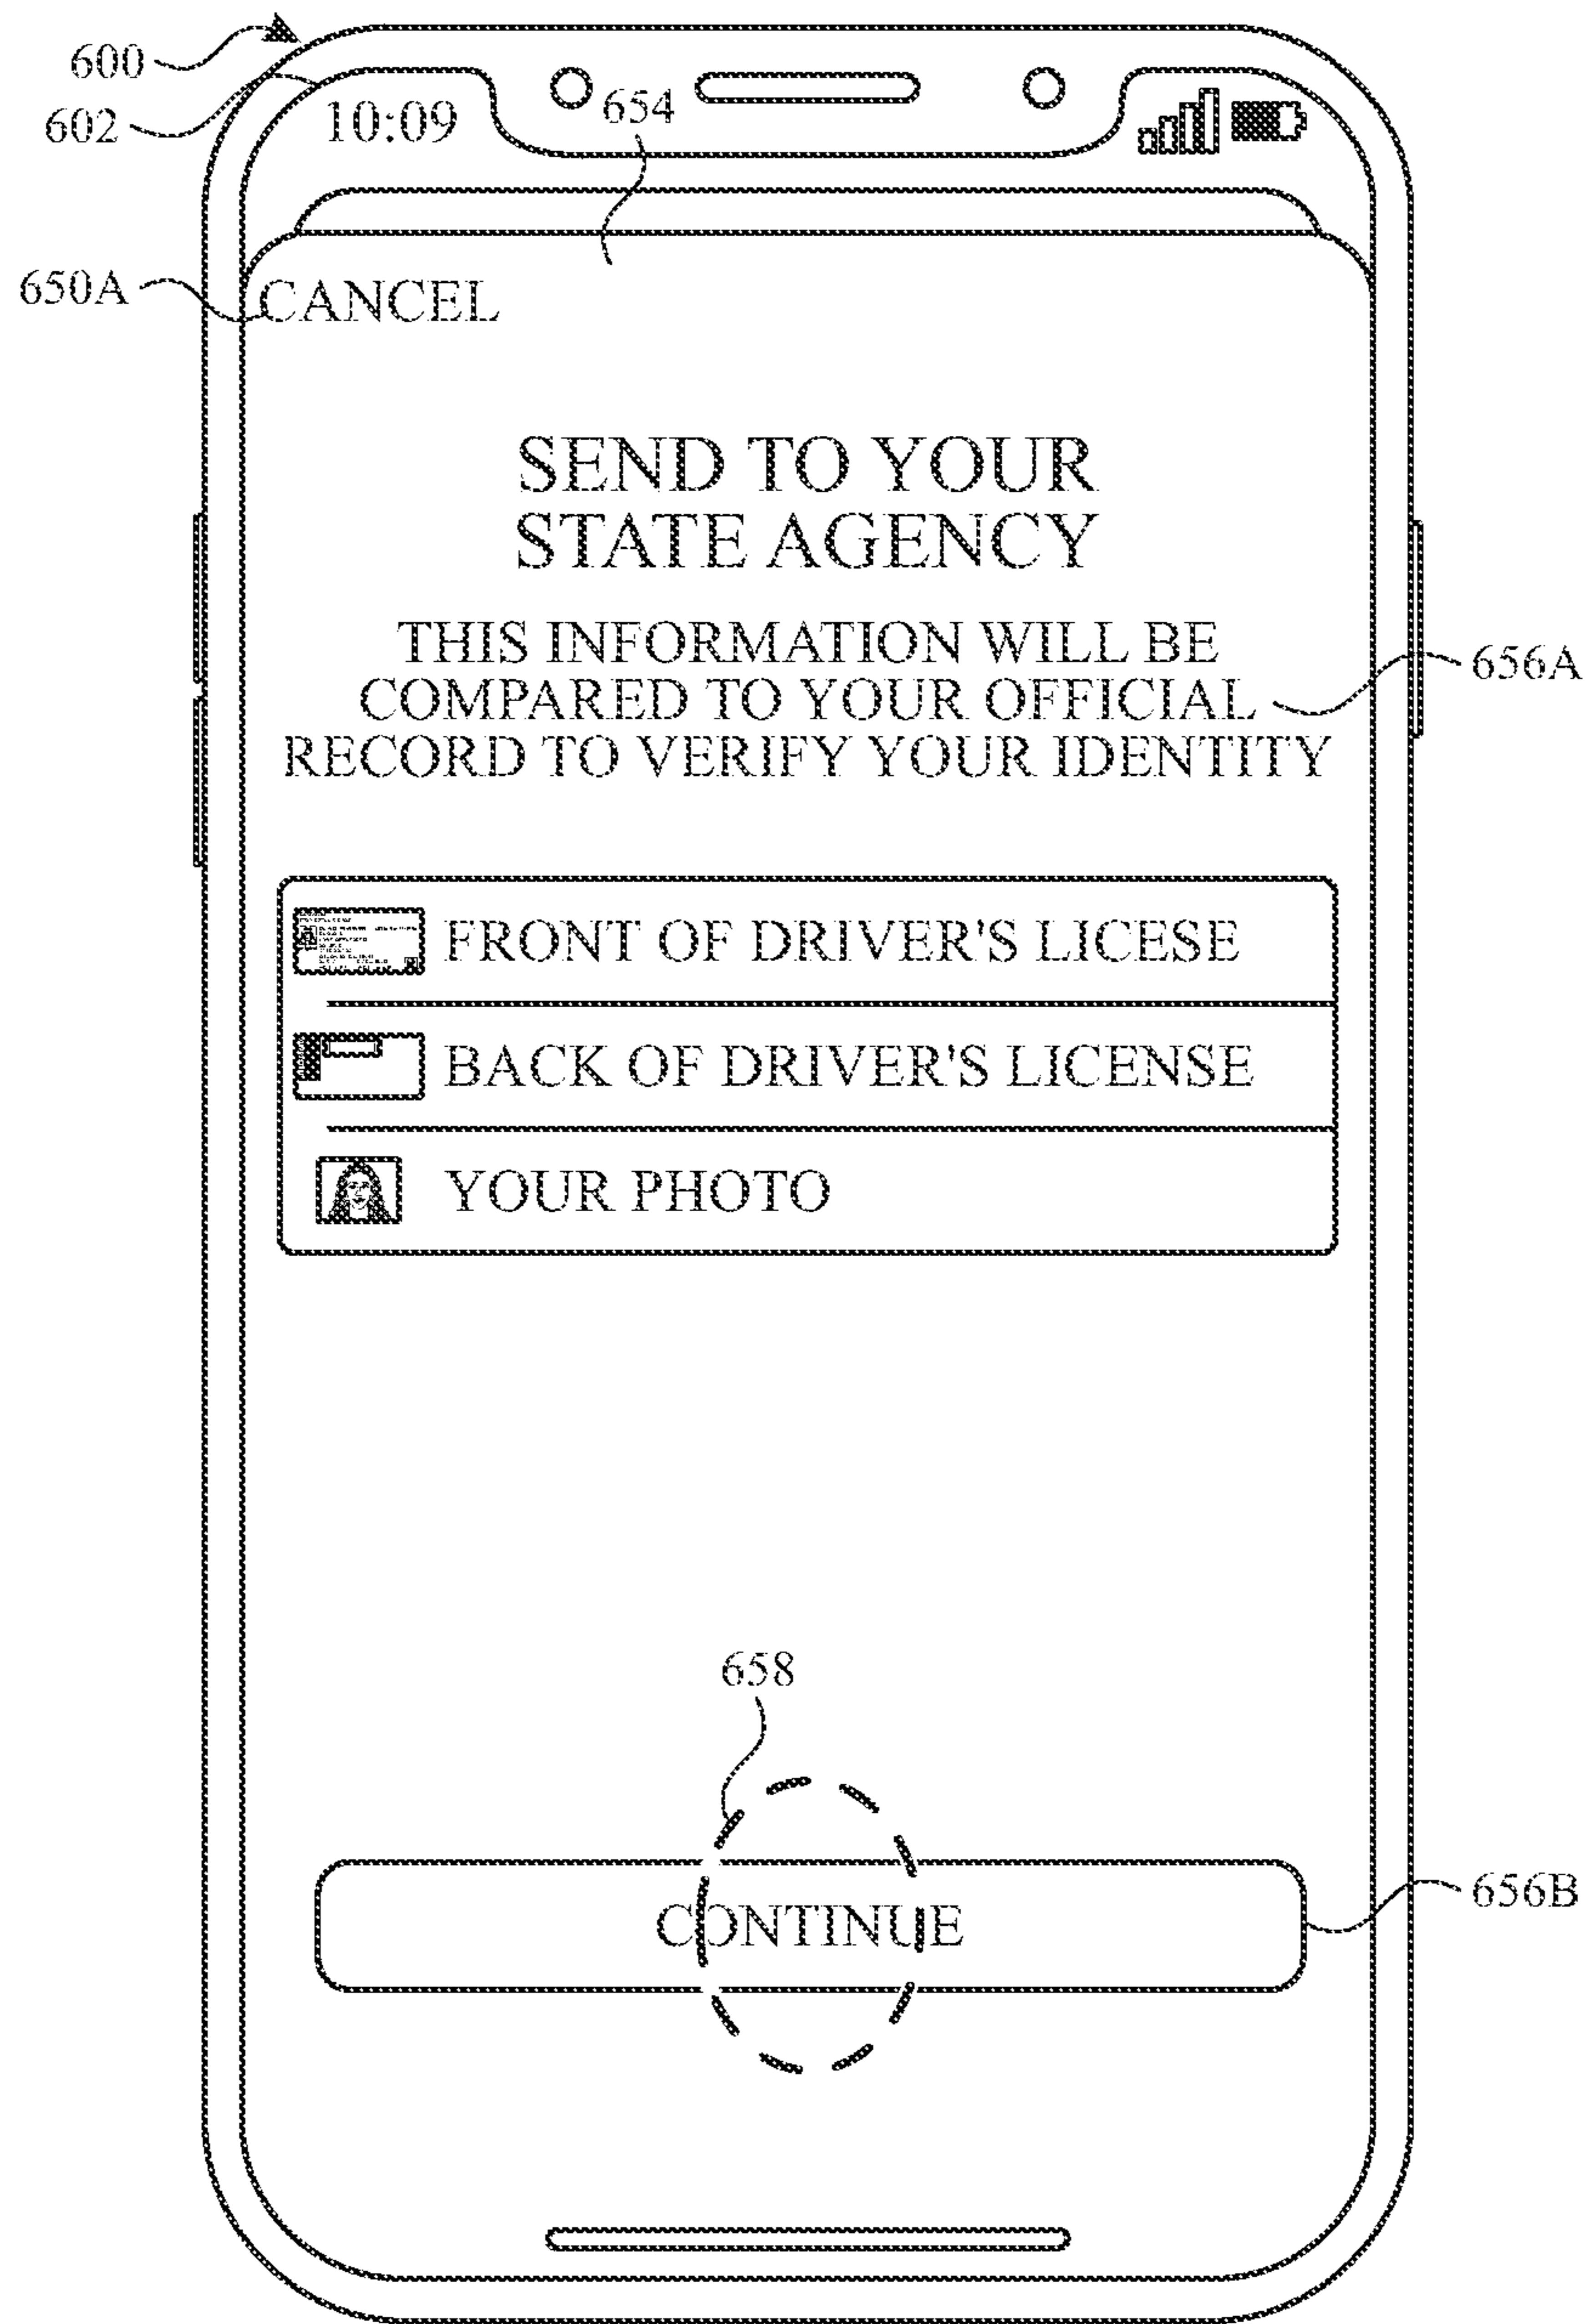 600
602
10:09
654
650A
CANCEL
SEND TO YOUR
STATE AGENCY
THIS INFORMATION WILL BE
COMPARED TO YOUR OFFICIAL
RECORD TO VERIFY YOUR IDENTITY
656A
FRONT OF DRIVER'S LICESE
BACK OF DRIVER'S LICENSE
YOUR PHOTO
658
CONTINUE
656B